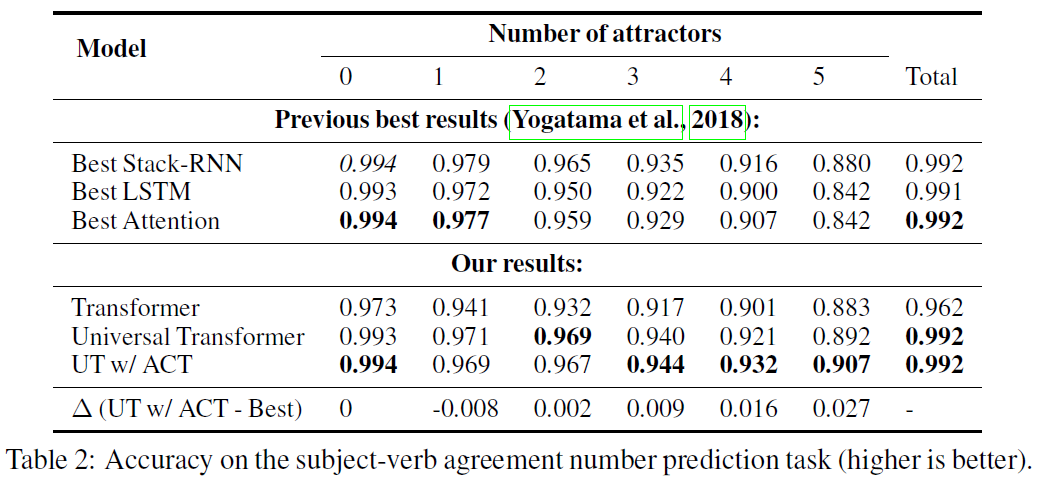 Model Number of attractors
0 1 2 3 4 5 Total
Previous best results (Yogatama et al., 2018):
Best Stack-RNN 0.994 0.979 0.965 0.935 0.916 0.880 0.992
Best LSTM 0.993 0.972 0.950 0.922 0.900 0.842 0.991
Best Attention 0.994 0.977 0.959 0.929 0.907 0.842 0.992
Our results:
Transformer 0.973 0.941 0.932 0.917 0.901 0.883 0.962
Universal Transformer 0.993 0.971 0.969 0.940 0.921 0.892 0.992
UT w/ ACT 0.994 0.969 0.967 0.944 0.932 0.907 0.992
Δ (UT w/ ACT - Best) 0 -0.008 0.002 0.009 0.016 0.027 -
Table 2: Accuracy on the subject-verb agreement number prediction task (higher is better).